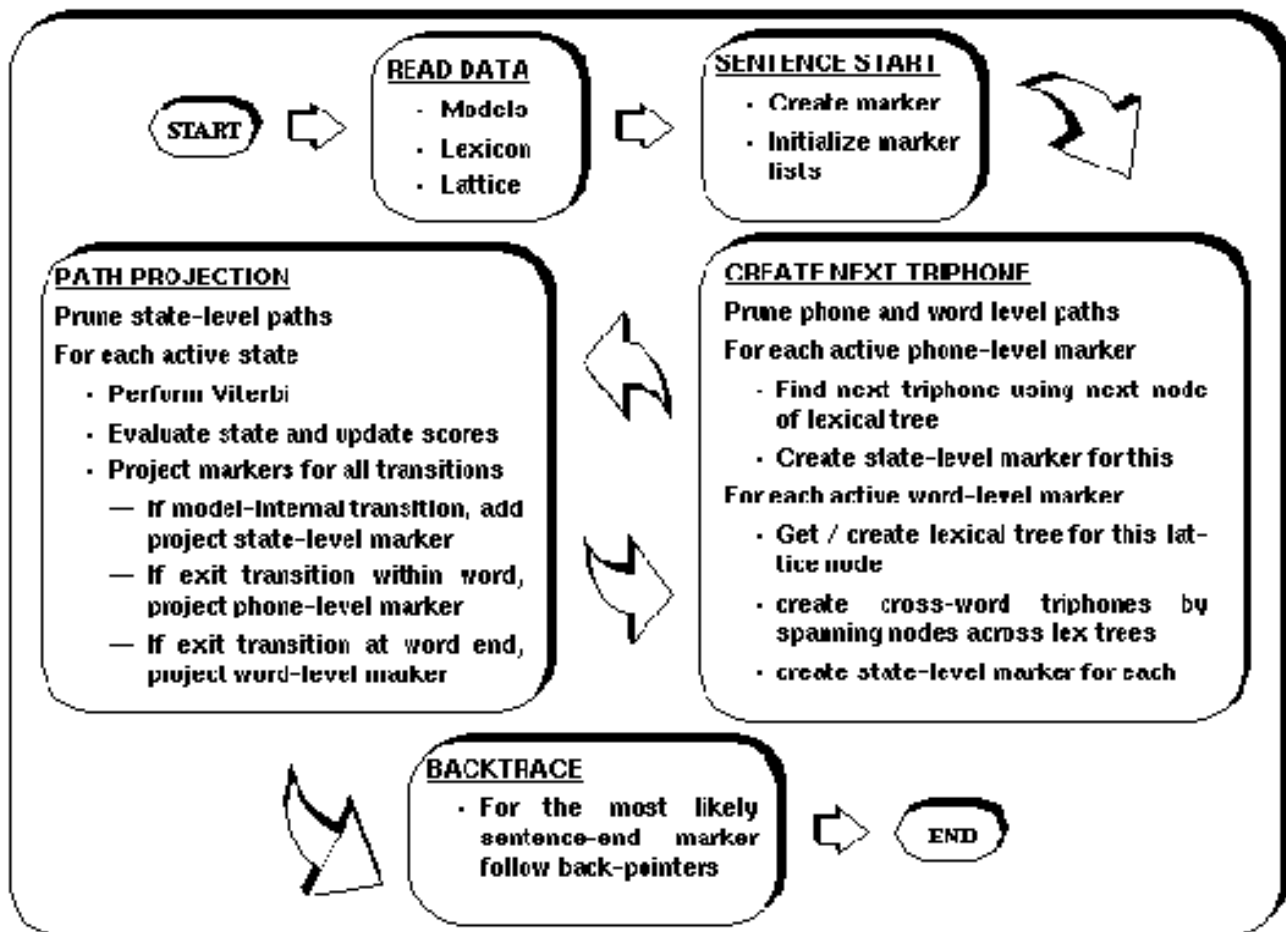 START
READ DATA
· Models
· Lexicon
· Lattice
SENTENCE START
· Create marker
· Initialize marker
lists
PATH PROJECTION
Prune state-level paths
For each active state
· Perform Viterbi
· Evaluate state and update scores
· Project markers for all transitions
— If model-internal transition, add
project state-level marker
— If exit transition within word,
project phone-level marker
— If exit transition at word end,
project word-level marker
CREATE NEXT TRIPHONE
Prune phone and word level paths
For each active phone-level marker
· Find next triphone using next node
of lexical tree
· Create state-level marker for this
For each active word-level marker
· Get / create lexical tree for this lat-
tice node
· create cross-word triphones by
spanning nodes across lex trees
· create state-level marker for each
BACKTRACE
· For the most likely
sentence-end marker
follow back-pointers
END